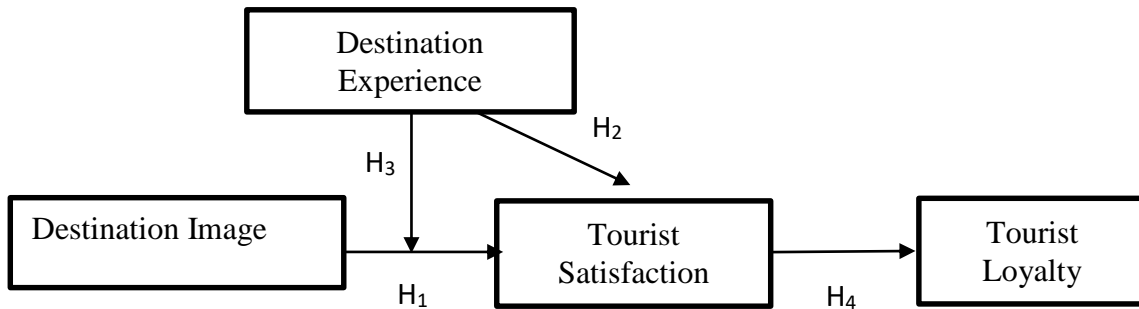 Destination
Experience
H₂
H₃
Destination Image
Tourist
Satisfaction
Tourist
Loyalty
H₁
H₄